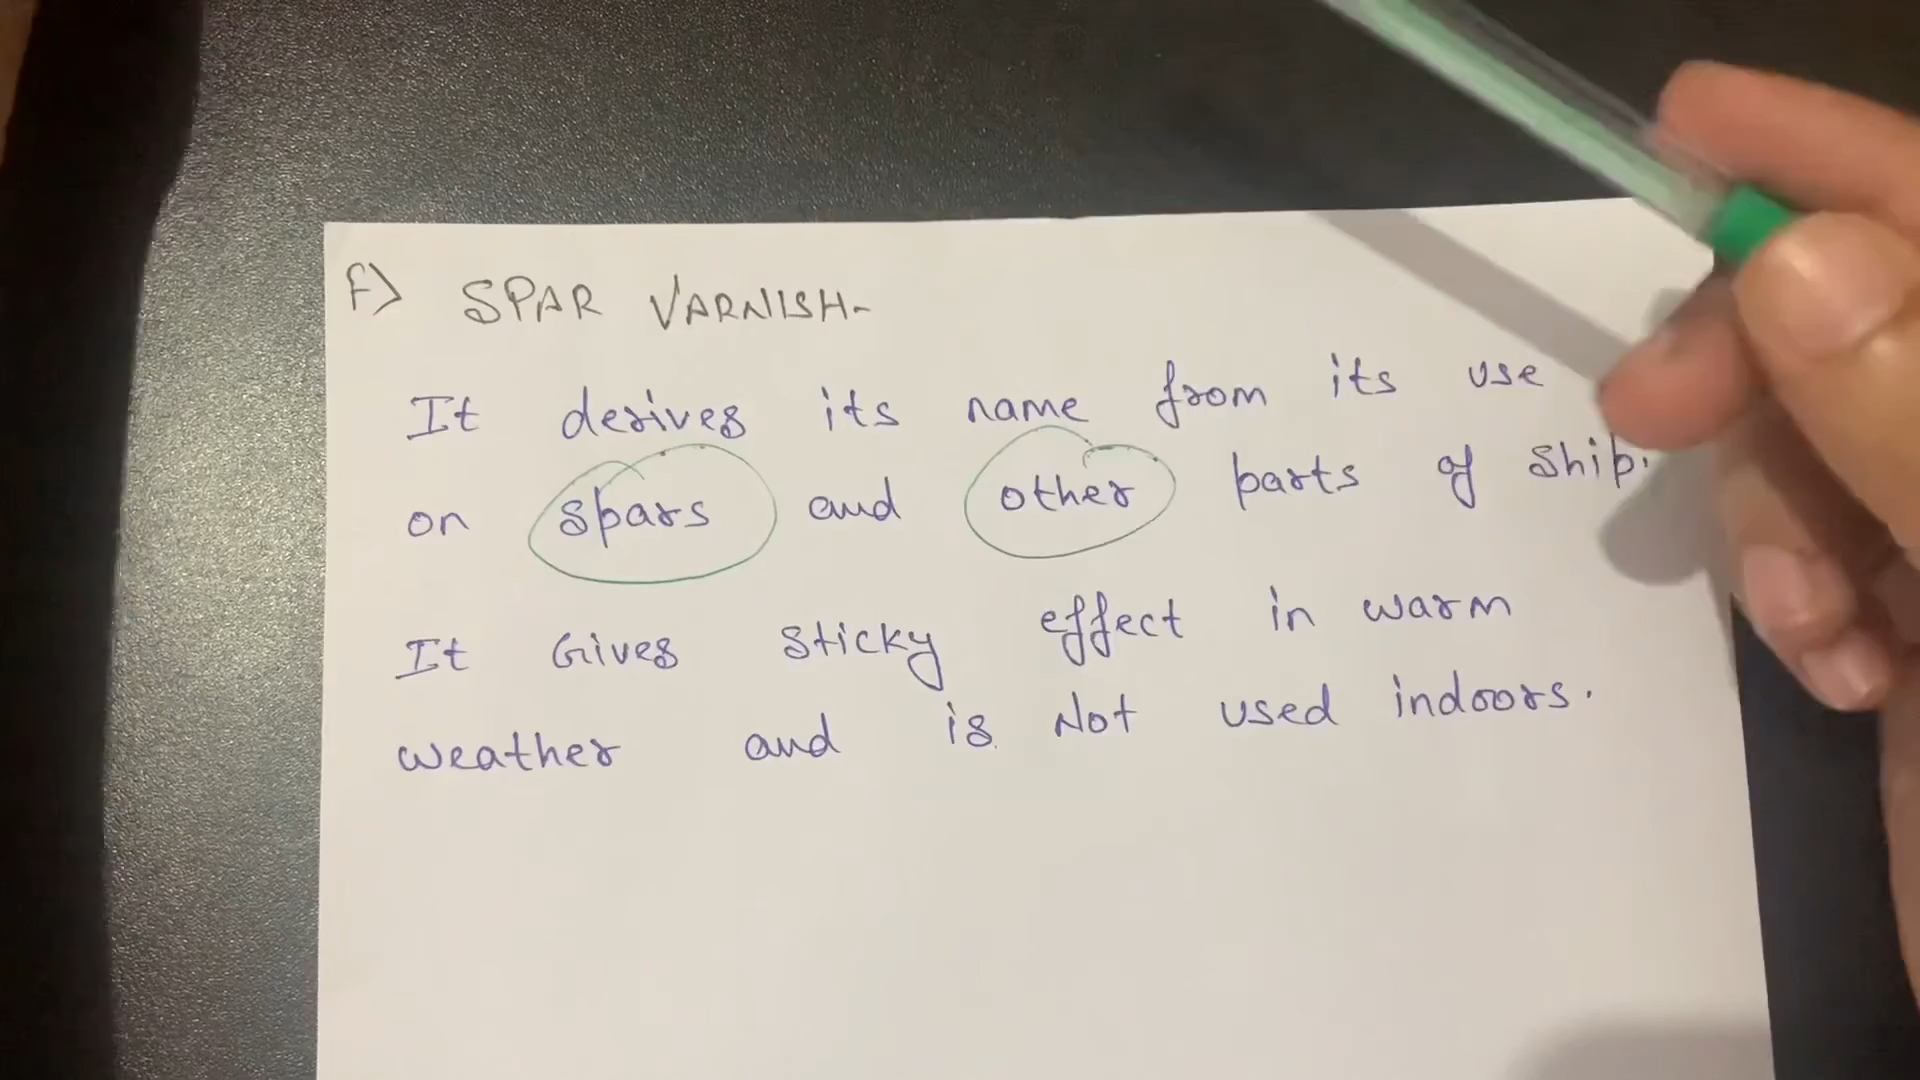 F) SPAR VARNISH-
It derives its name from its use
on spars and other parts of ship.
It Gives sticky effect in warm
weather and is Not used indoors.